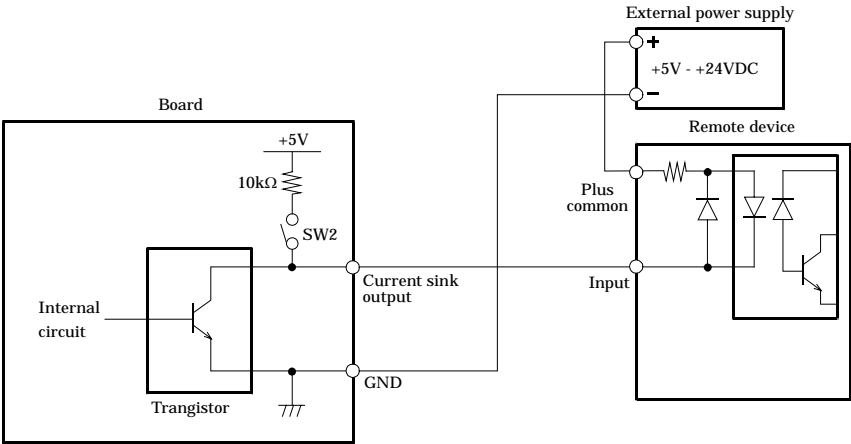 External power supply
+
+5V - +24VDC
−
Board
Remote device
+5V
10kΩ
SW2
Plus
common
Current sink
output
Input
Internal
circuit
GND
Trangistor